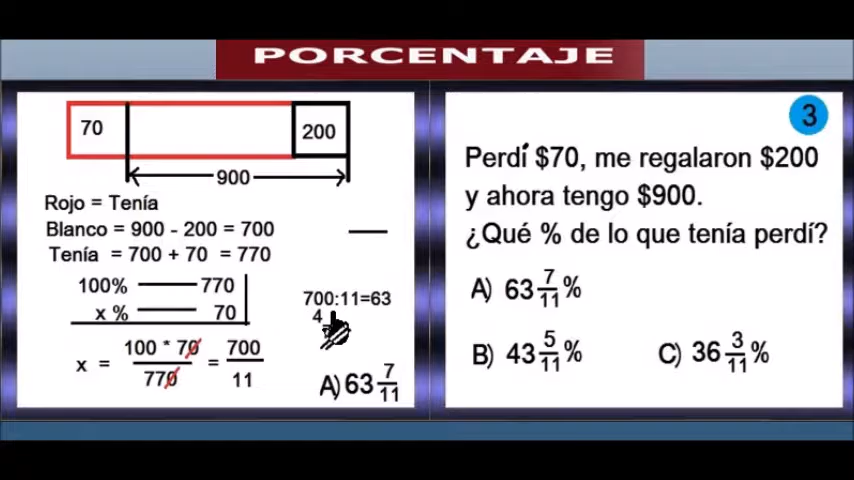 PORCENTAJE
70
200
900
Rojo = Tenía
Blanco = 900 - 200 = 700
Tenía = 700 + 70 = 770
100% 770
x % 70
x = 100 * 70 / 770 = 700 / 11
700:11=63
4
A) 63 7/11
3
Perdí $70, me regalaron $200
y ahora tengo $900.
¿Qué % de lo que tenía perdí?
A) 63 7/11 %
B) 43 5/11 %
C) 36 3/11 %